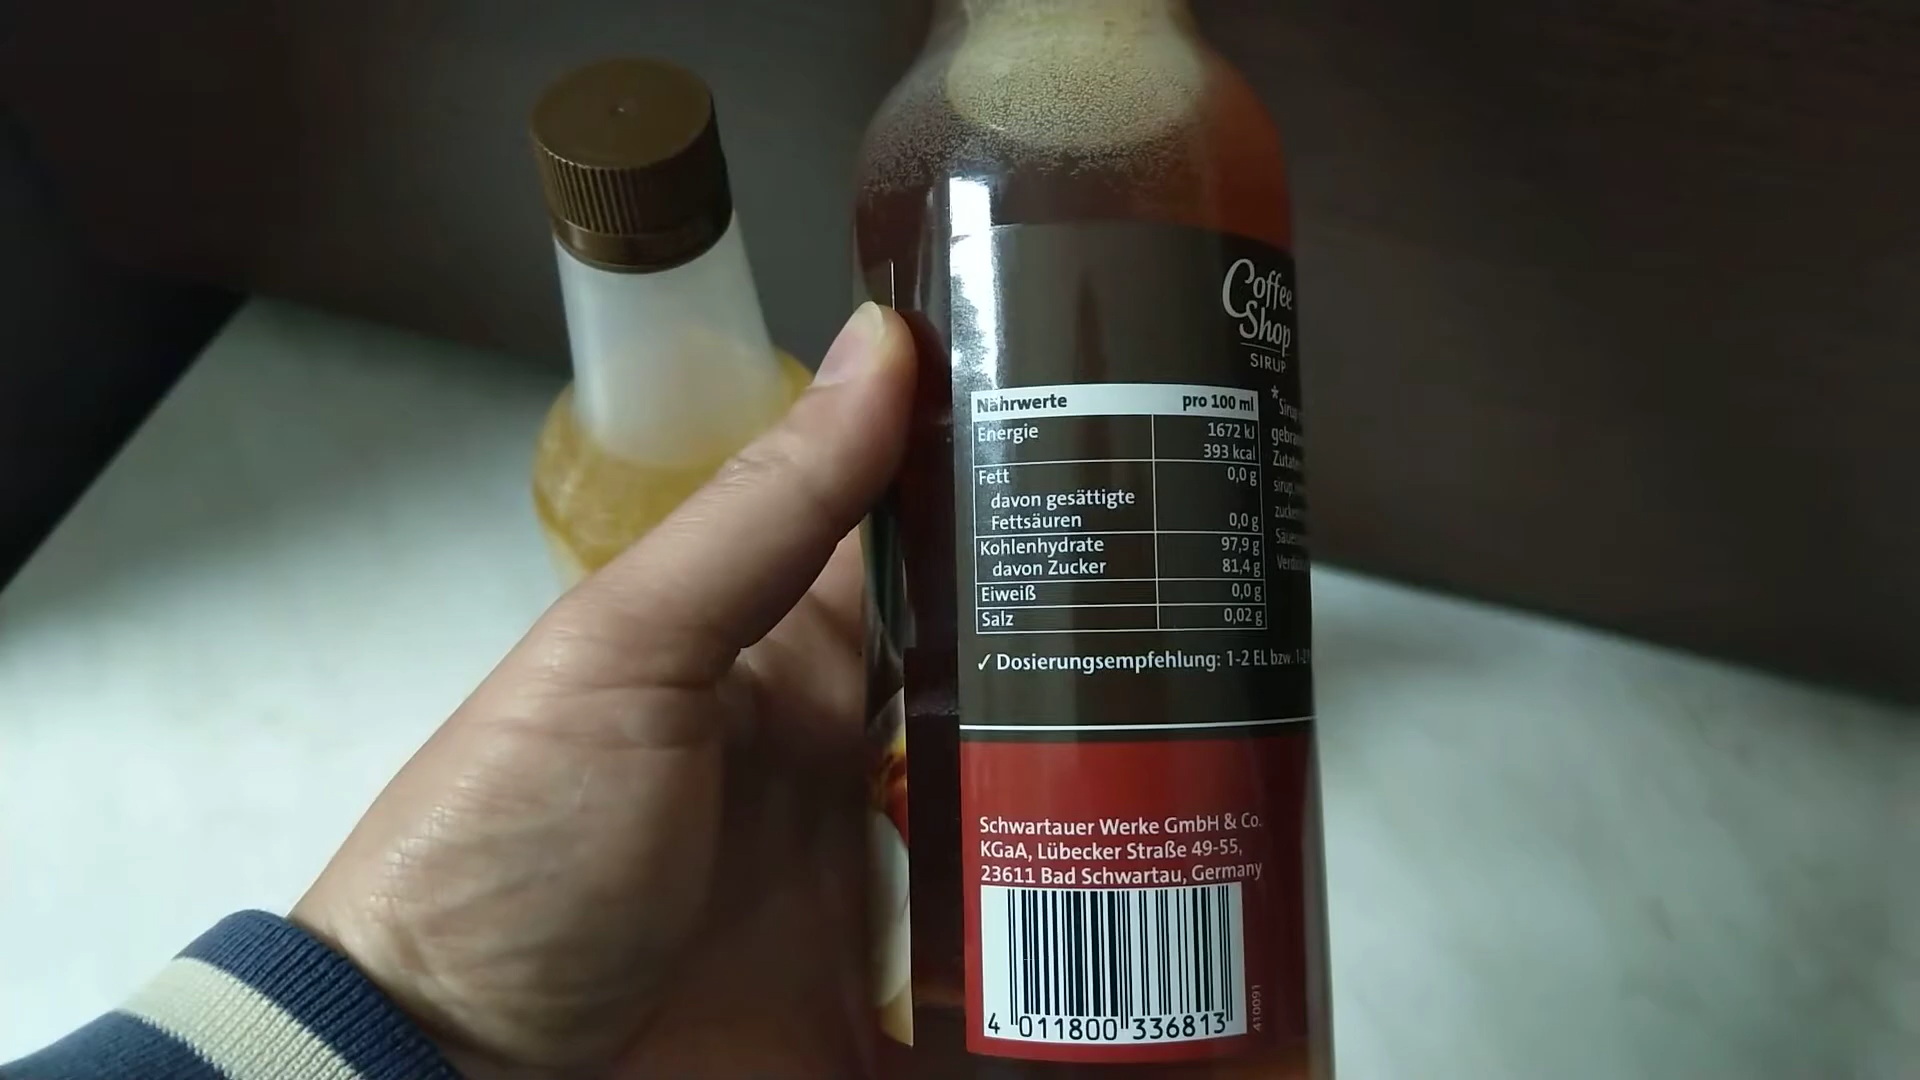 Coffee
Shop
SIRUP
Nährwerte pro 100 ml
Energie 1672 kJ
393 kcal
Fett 0,0 g
davon gesättigte
Fettsäuren 0,0 g
Kohlenhydrate 97,9 g
davon Zucker 81,4 g
Eiweiß 0,0 g
Salz 0,02 g
✓ Dosierungsempfehlung: 1-2 EL bzw.
Schwartauer Werke GmbH & Co.
KGaA, Lübecker Straße 49-55,
23611 Bad Schwartau, Germany
4 011800 336813
410091